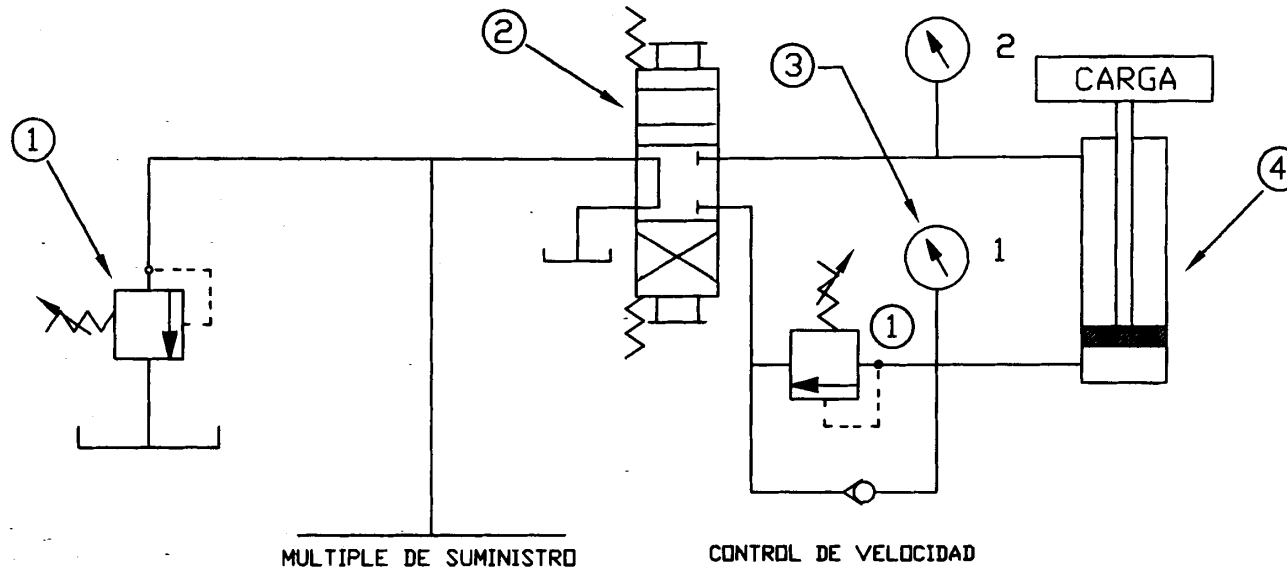 2
3
2
CARGA
1
4
1
1
MULTIPLE DE SUMINISTRO
CONTROL DE VELOCIDAD